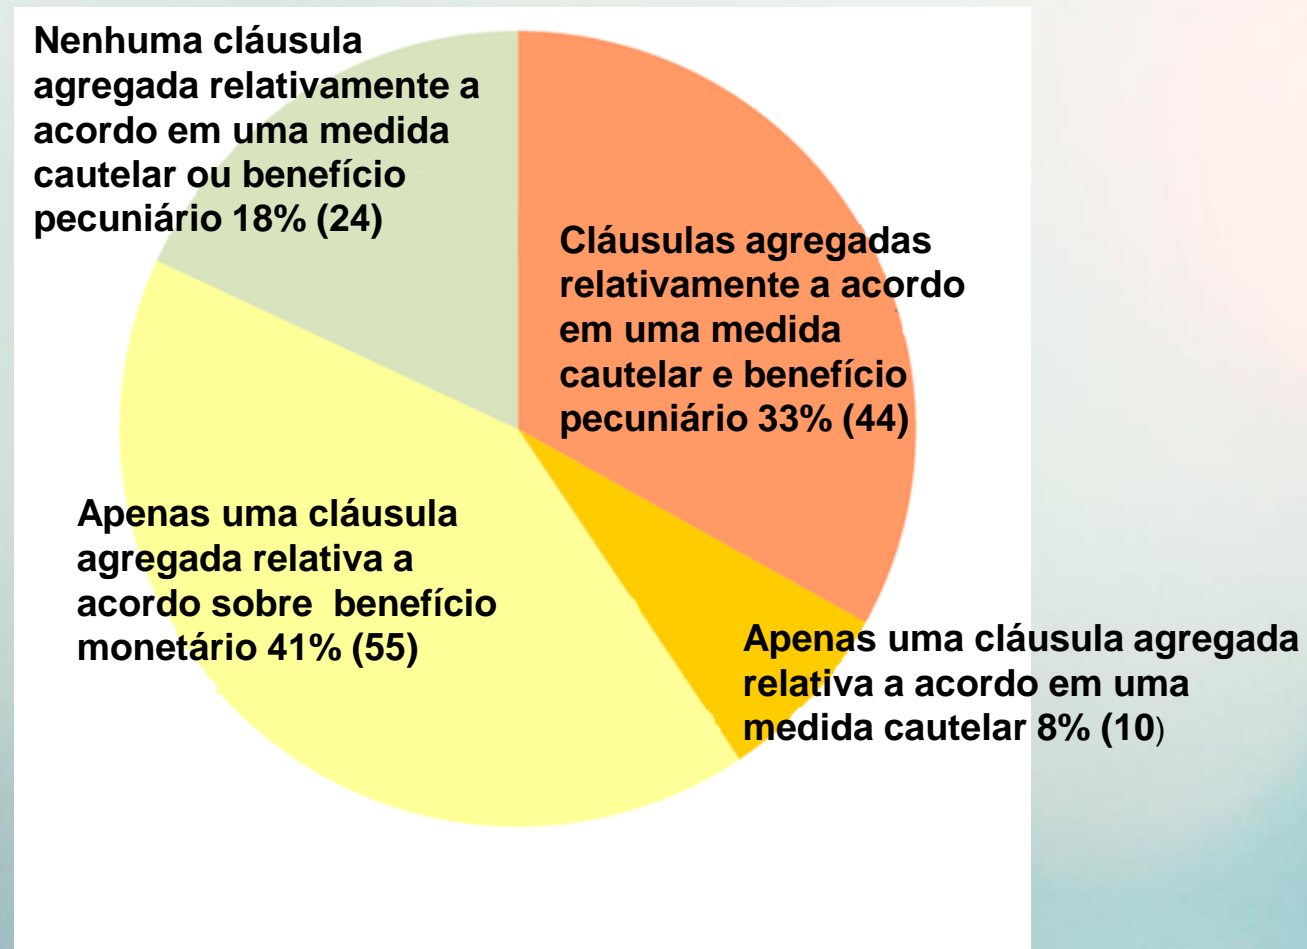 Nenhuma cláusula
agregada relativamente a
acordo em uma medida
cautelar ou benefício
pecuniário 18% (24)
Cláusulas agregadas
relativamente a acordo
em uma medida
cautelar e benefício
pecuniário 33% (44)
Apenas uma cláusula
agregada relativa a
acordo sobre  benefício
monetário 41% (55)
Apenas uma cláusula agregada
relativa a acordo em uma
medida cautelar 8% (10)